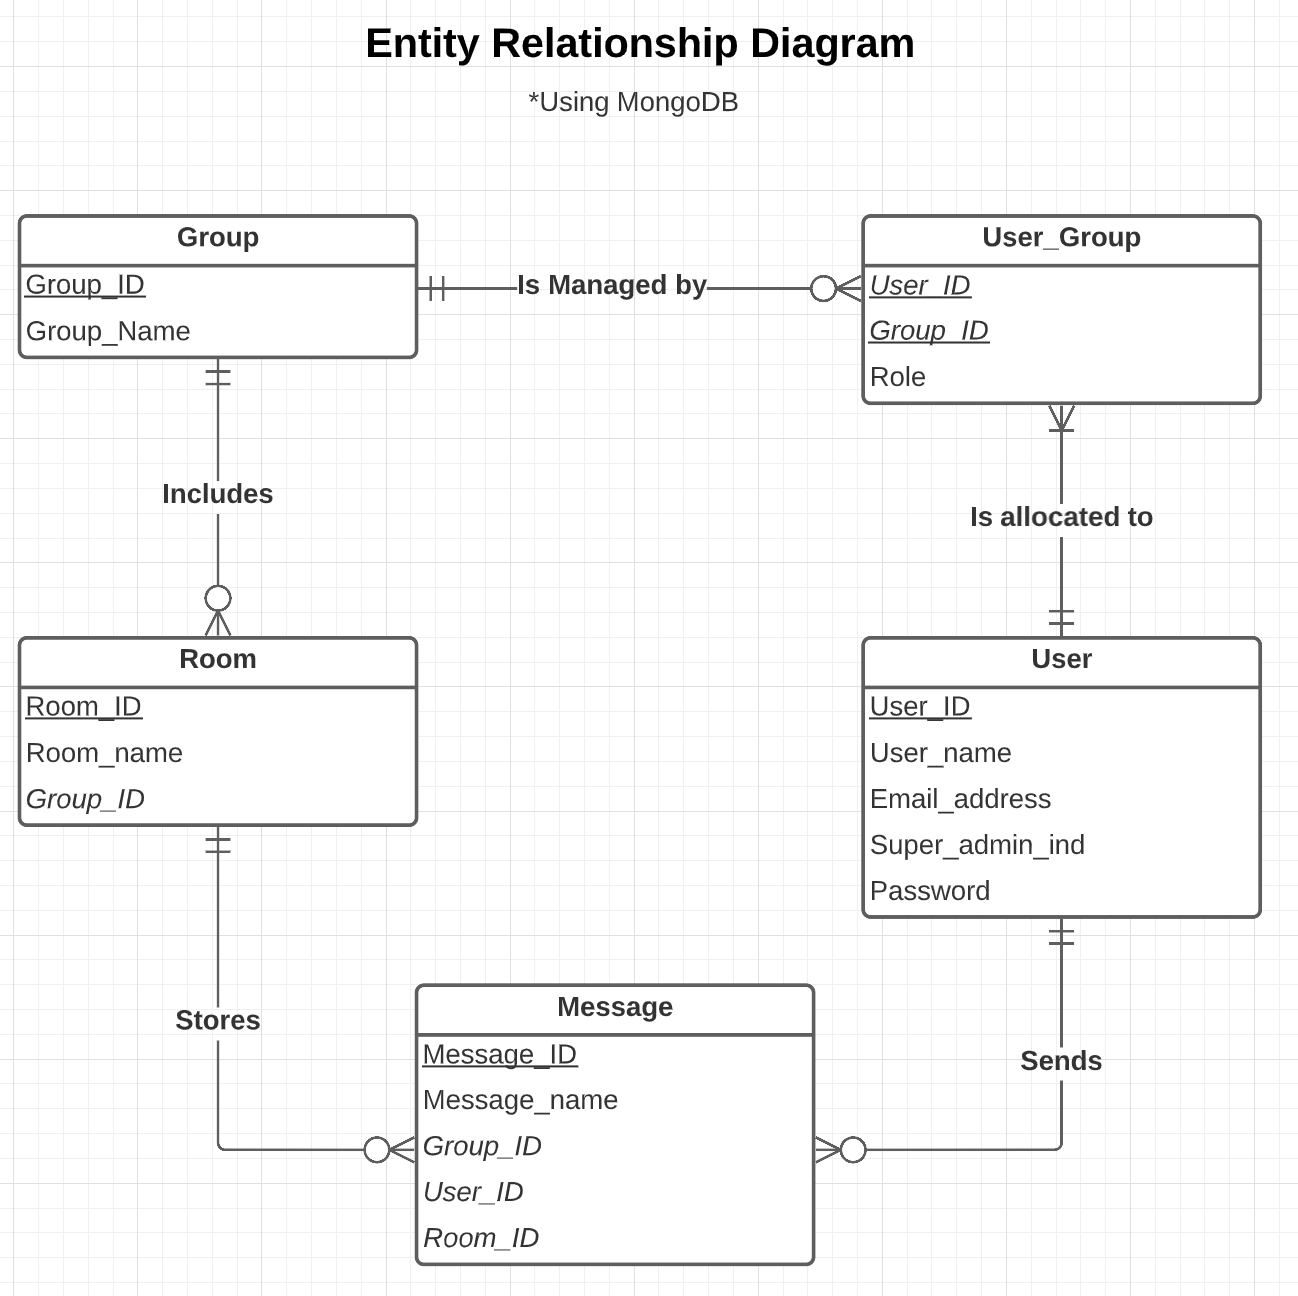 Entity Relationship Diagram
*Using MongoDB
Group
Group_ID
Group_Name
Is Managed by
User_Group
User_ID
Group_ID
Role
Includes
Is allocated to
Room
Room_ID
Room_name
Group_ID
User
User_ID
User_name
Email_address
Super_admin_ind
Password
Stores
Sends
Message
Message_ID
Message_name
Group_ID
User_ID
Room_ID